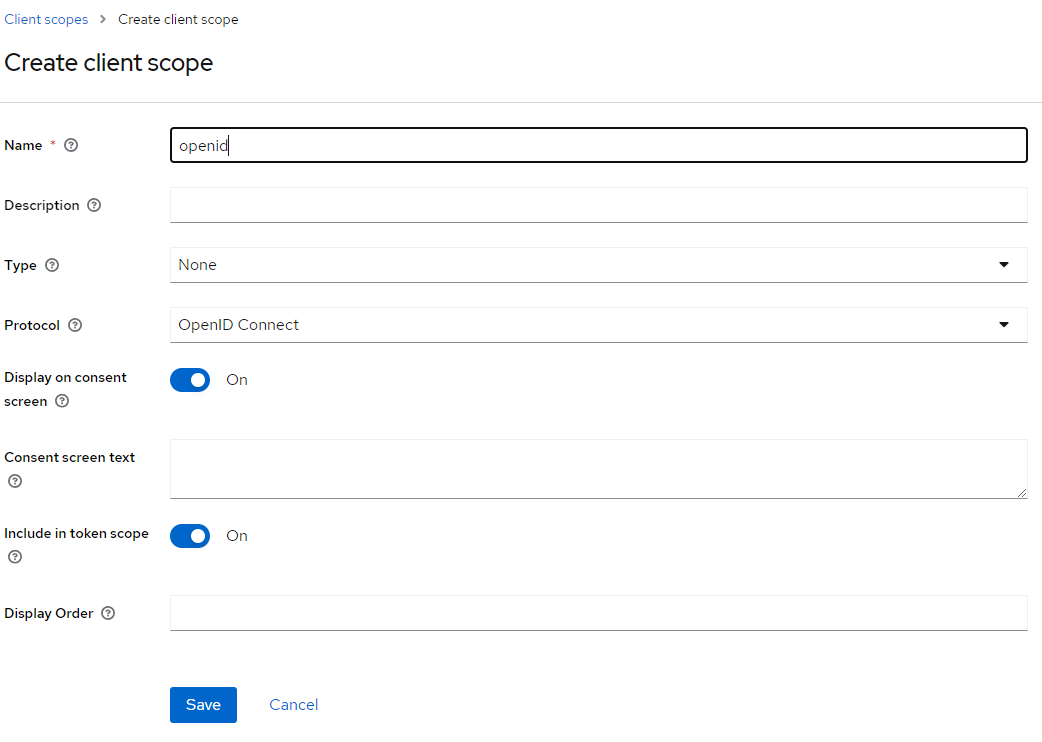 Client scopes > Create client scope
Create client scope
Name * ?
openid
Description ?
Type ?
None
Protocol ?
OpenID Connect
Display on consent
screen ?
On
Consent screen text
?
Include in token scope
?
On
Display Order ?
Save
Cancel